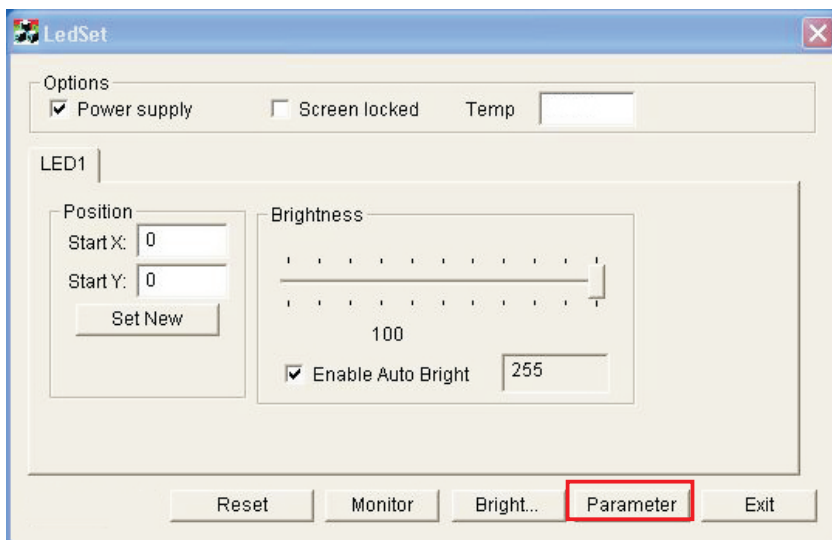 LedSet
Options
Power supply Screen locked Temp
LED1
Position
Start X: 0
Start Y: 0
Set New
Brightness
100
Enable Auto Bright 255
Reset Monitor Bright... Parameter Exit